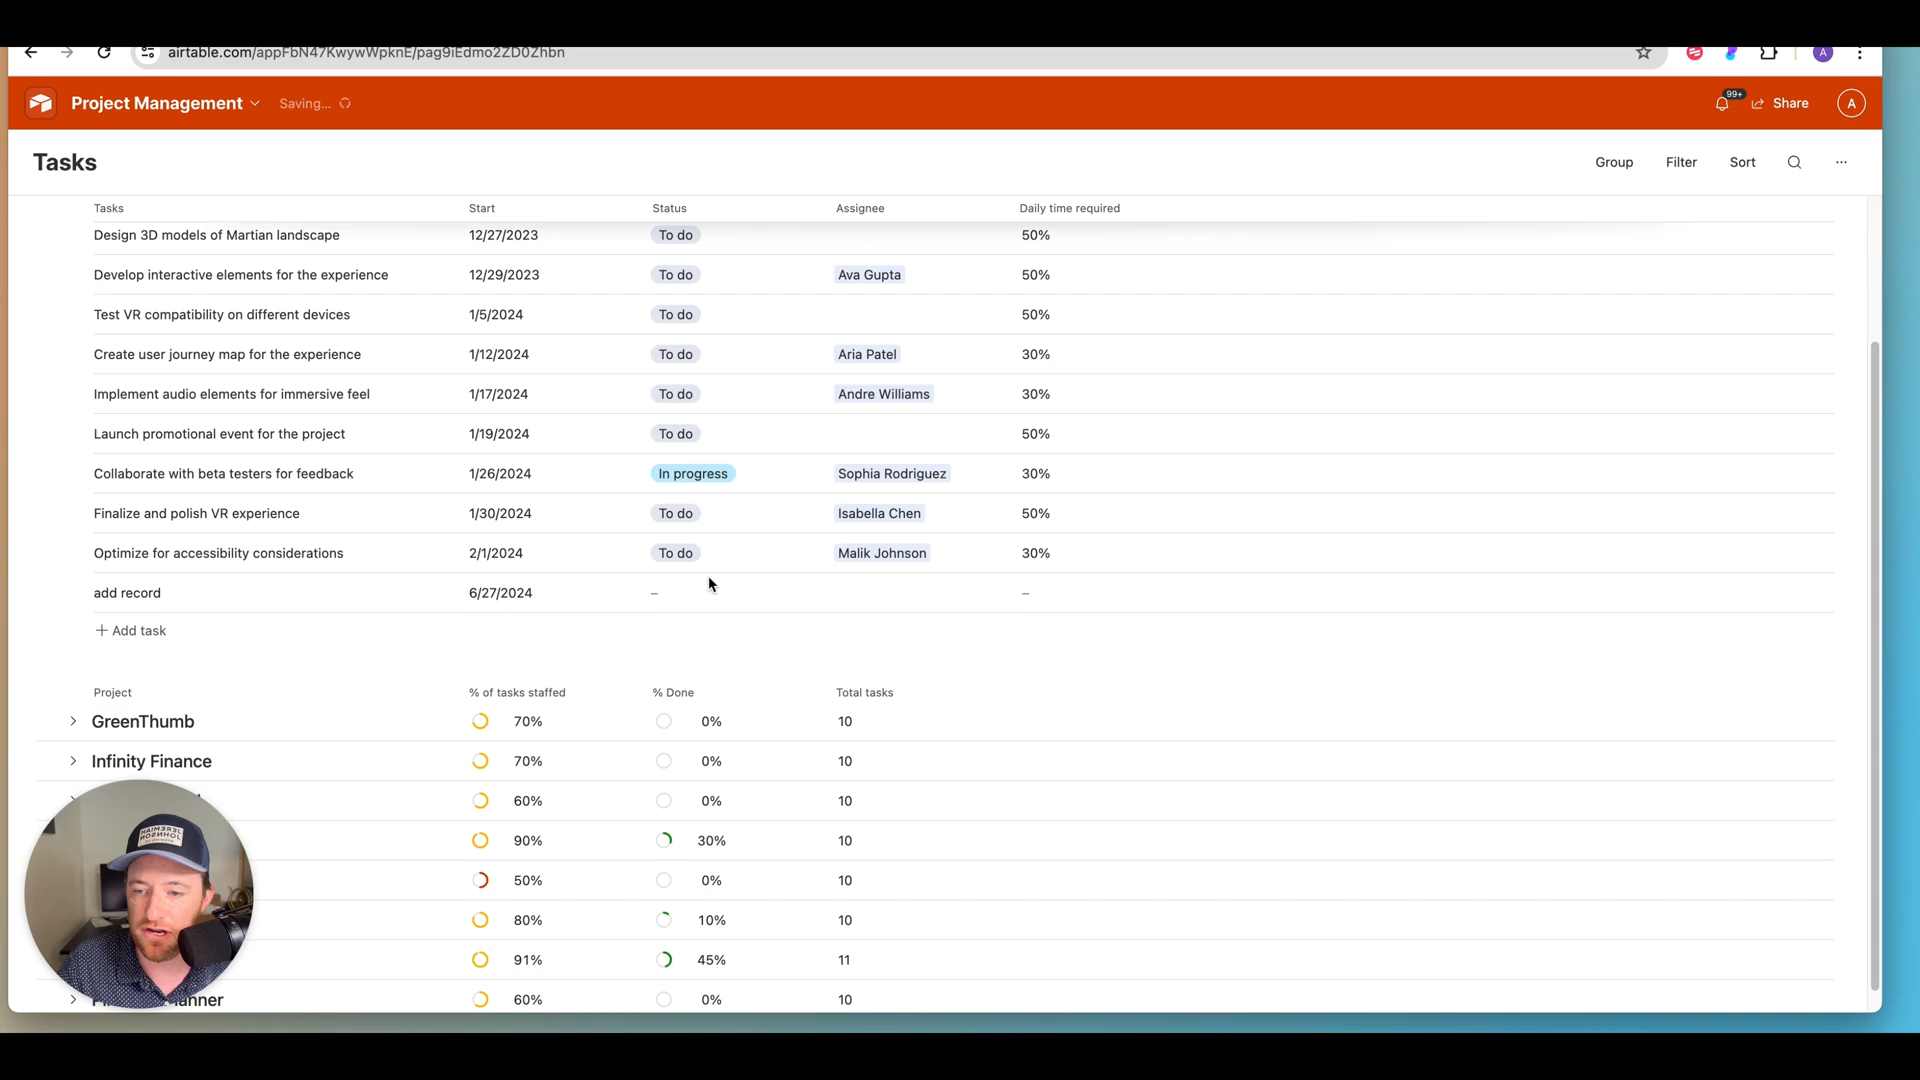 airtable.com/appFbN47KwywWpknE/pag9iEdmo2ZD0Zhbn
A
Project Management
Saving...
99+
Share
A
Tasks
Group
Filter
Sort
Tasks Start Status Assignee Daily time required
Design 3D models of Martian landscape 12/27/2023 To do 50%
Develop interactive elements for the experience 12/29/2023 To do Ava Gupta 50%
Test VR compatibility on different devices 1/5/2024 To do 50%
Create user journey map for the experience 1/12/2024 To do Aria Patel 30%
Implement audio elements for immersive feel 1/17/2024 To do Andre Williams 30%
Launch promotional event for the project 1/19/2024 To do 50%
Collaborate with beta testers for feedback 1/26/2024 In progress Sophia Rodriguez 30%
Finalize and polish VR experience 1/30/2024 To do Isabella Chen 50%
Optimize for accessibility considerations 2/1/2024 To do Malik Johnson 30%
add record 6/27/2024 – –
+ Add task
Project % of tasks staffed % Done Total tasks
GreenThumb 70% 0% 10
Infinity Finance 70% 0% 10
60% 0% 10
90% 30% 10
50% 0% 10
80% 10% 10
91% 45% 11
60% 0% 10
JEREMIAH
JOHNSON